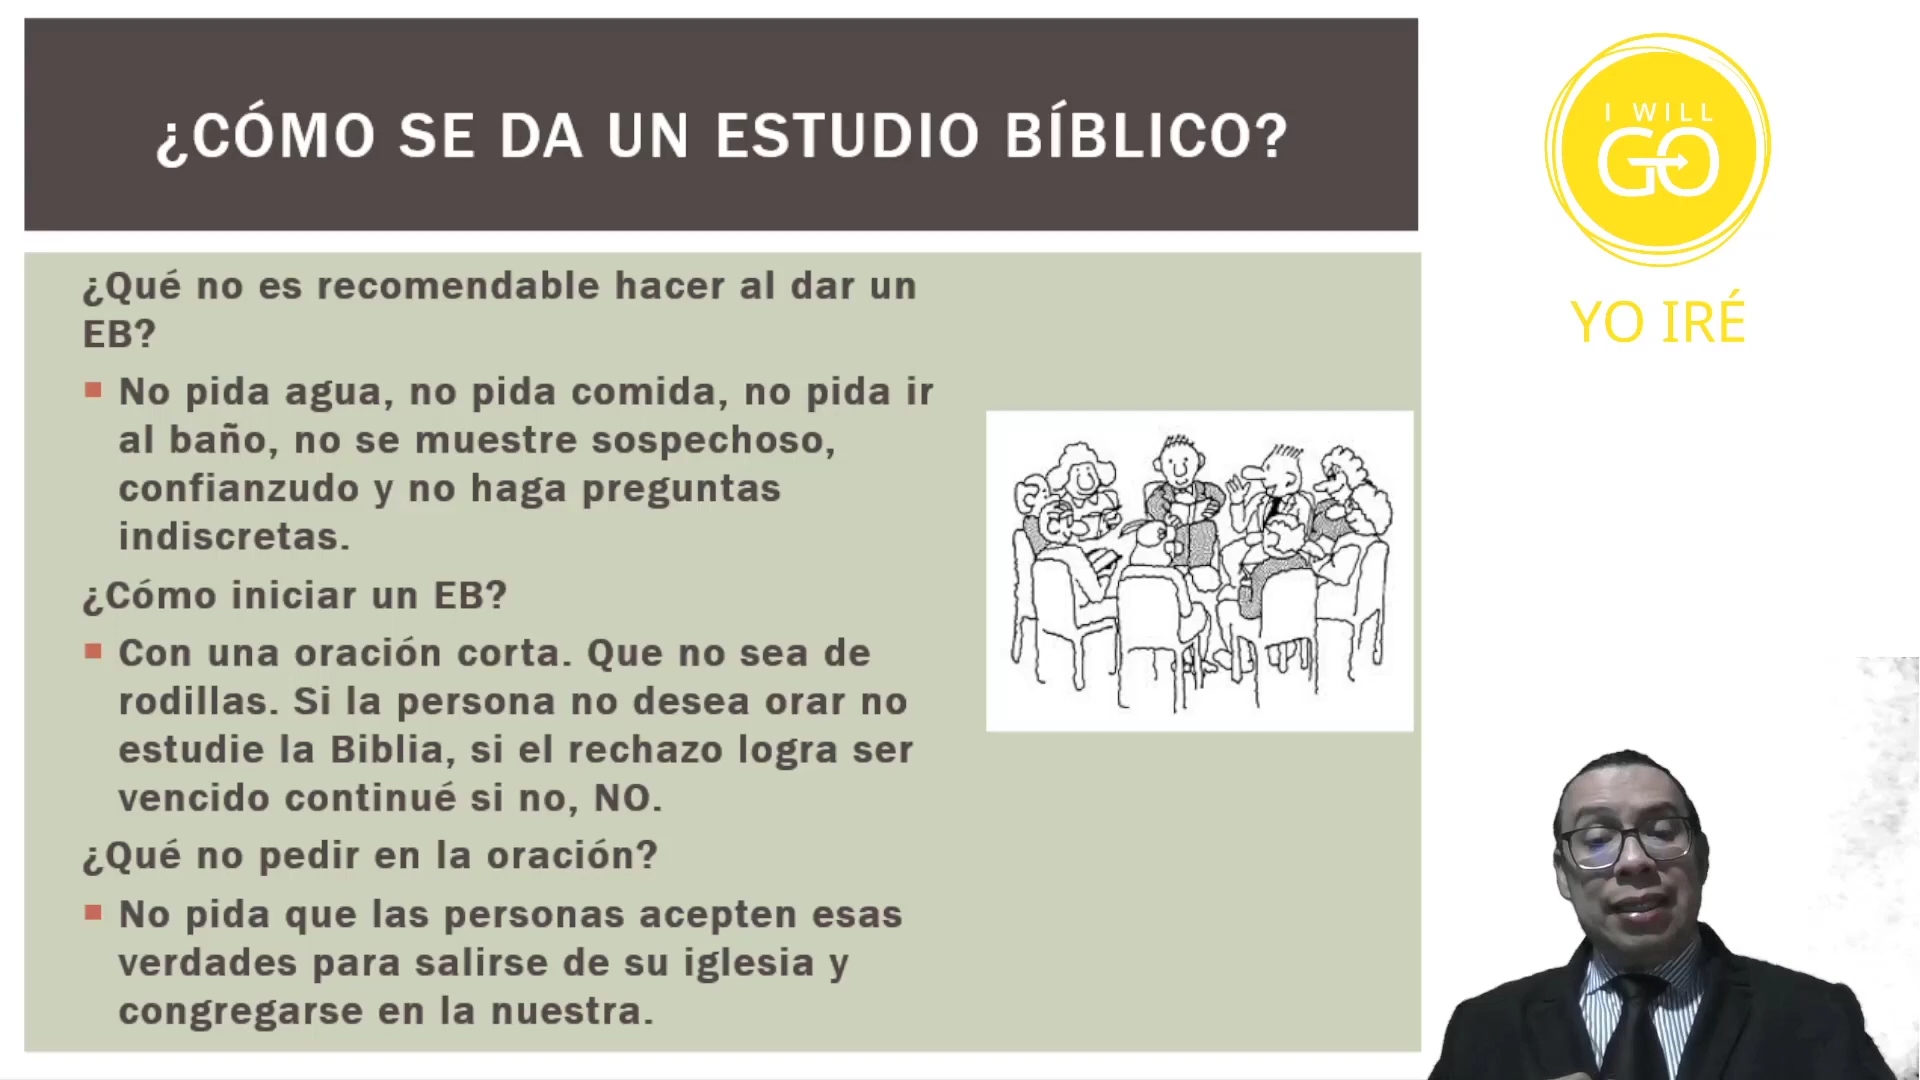 ¿CÓMO SE DA UN ESTUDIO BÍBLICO?
¿Qué no es recomendable hacer al dar un
EB?
No pida agua, no pida comida, no pida ir
al baño, no se muestre sospechoso,
confianzudo y no haga preguntas
indiscretas.
¿Cómo iniciar un EB?
Con una oración corta. Que no sea de
rodillas. Si la persona no desea orar no
estudie la Biblia, si el rechazo logra ser
vencido continué si no, NO.
¿Qué no pedir en la oración?
No pida que las personas acepten esas
verdades para salirse de su iglesia y
congregarse en la nuestra.
I WILL
GO
YO IRÉ